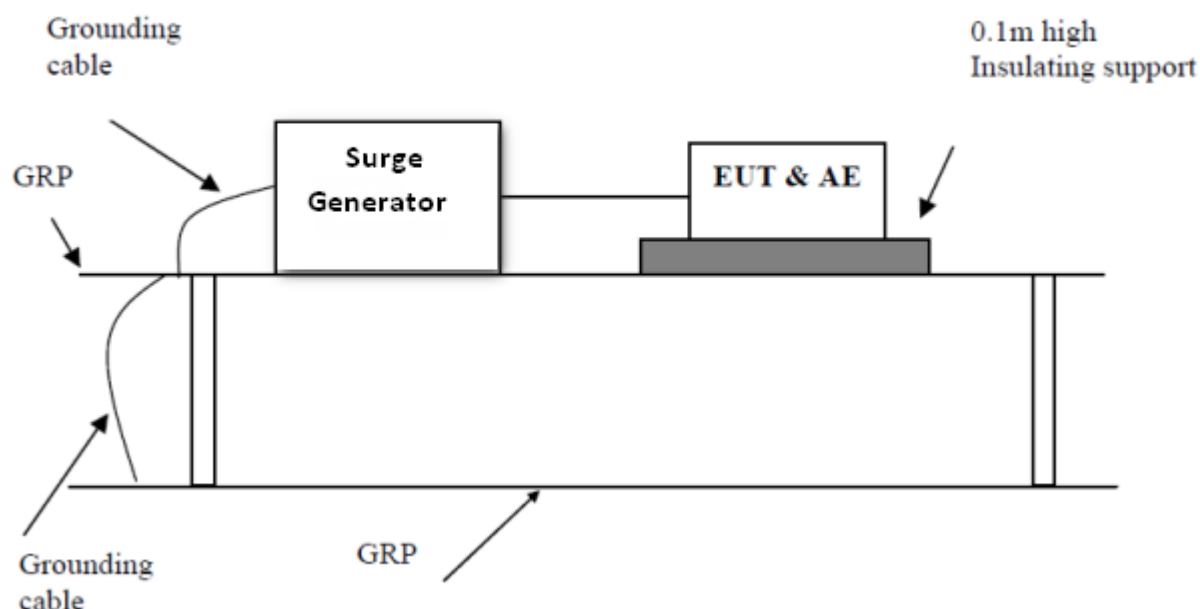 Grounding
cable
0.1m high
Insulating support
GRP
Surge
Generator
EUT & AE
Grounding
cable
GRP